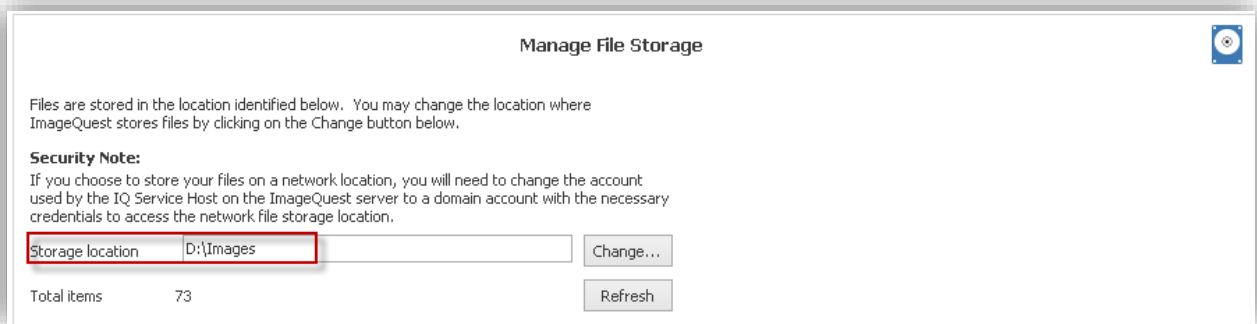 Manage File Storage
Files are stored in the location identified below.  You may change the location where
ImageQuest stores files by clicking on the Change button below.
Security Note:
If you choose to store your files on a network location, you will need to change the account
used by the IQ Service Host on the ImageQuest server to a domain account with the necessary
credentials to access the network file storage location.
Storage location D:\Images Change...
Total items 73 Refresh